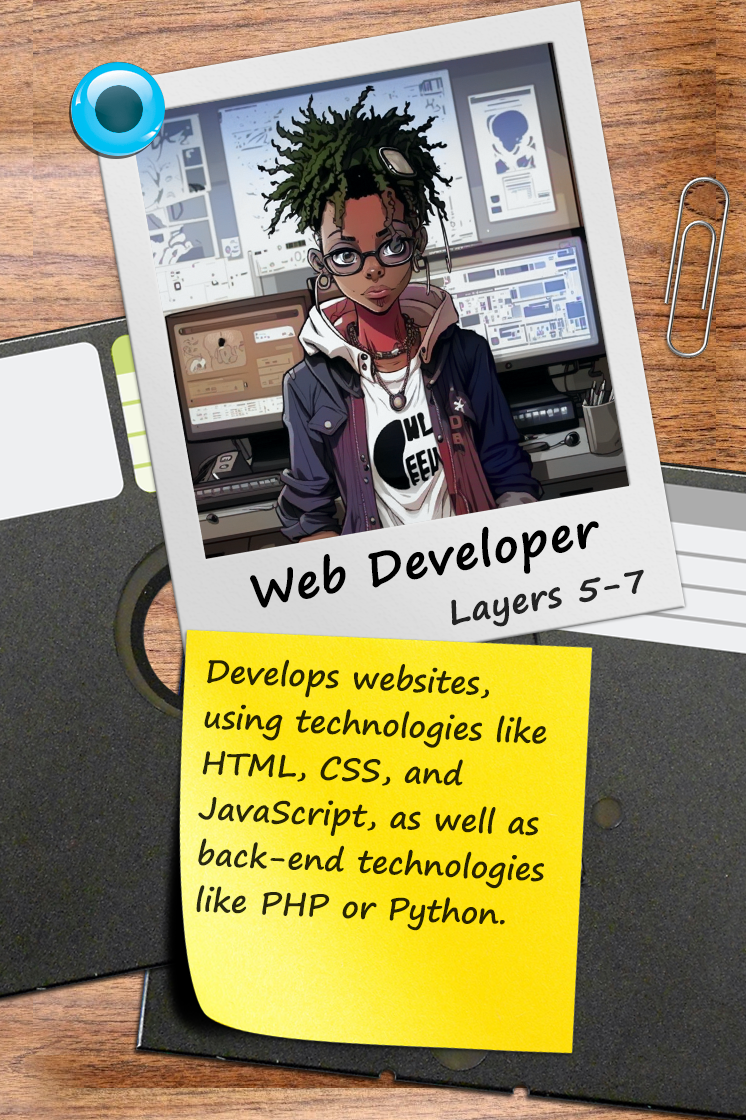 Web Developer
Layers 5-7
Develops websites,
using technologies like
HTML, CSS, and
JavaScript, as well as
back-end technologies
like PHP or Python.